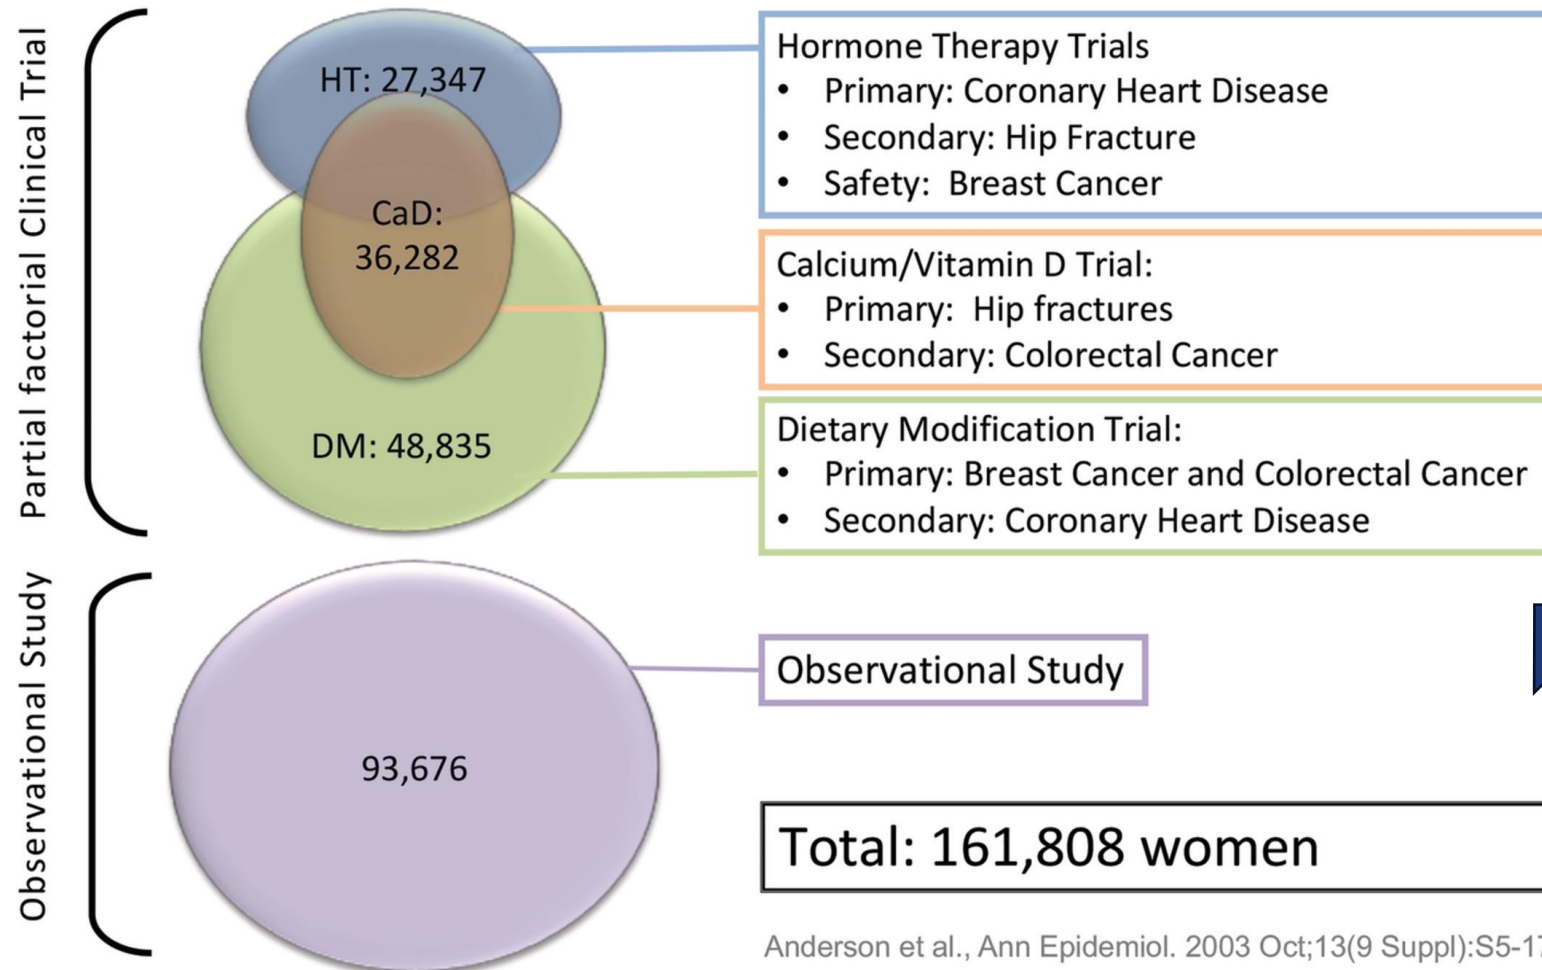 Partial factorial Clinical Trial
HT: 27,347
CaD:
36,282
DM: 48,835
Hormone Therapy Trials
• Primary: Coronary Heart Disease
• Secondary: Hip Fracture
• Safety: Breast Cancer
Calcium/Vitamin D Trial:
• Primary: Hip fractures
• Secondary: Colorectal Cancer
Dietary Modification Trial:
• Primary: Breast Cancer and Colorectal Cancer
• Secondary: Coronary Heart Disease
Observational Study
93,676
Observational Study
Total: 161,808 women
Anderson et al., Ann Epidemiol. 2003 Oct;13(9 Suppl):S5-17